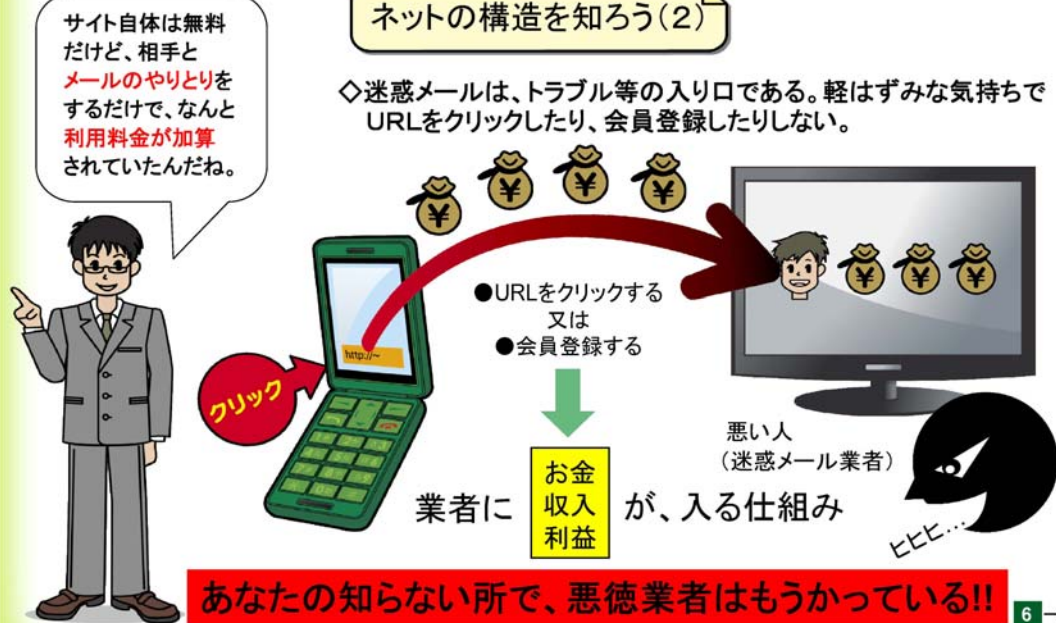 ネットの構造を知ろう(2)
サイト自体は無料
だけど、相手と
メールのやりとりを
するだけで、なんと
利用料金が加算
されていたんだね。
◇迷惑メールは、トラブル等の入り口である。軽はずみな気持ちで
URLをクリックしたり、会員登録したりしない。
¥ ¥ ¥ ¥
¥ ¥ ¥
●URLをクリックする
又は
●会員登録する
http://~
クリック
悪い人
(迷惑メール業者)
業者に
お金
収入
利益
が、入る仕組み
ヒヒヒ…
あなたの知らない所で、悪徳業者はもうかっている!!
6